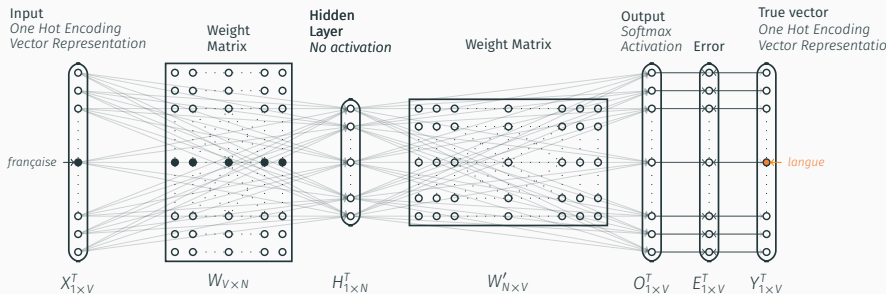 Input
One Hot Encoding
Vector Representation
Weight
Matrix
Hidden
Layer
No activation
Weight Matrix
Output
Softmax
Activation
Error
True vector
One Hot Encoding
Vector Representatio
française
langue
X^T_{1×V}
W_{V×N}
H^T_{1×N}
W'_{N×V}
O^T_{1×V}
E^T_{1×V}
Y^T_{1×V}